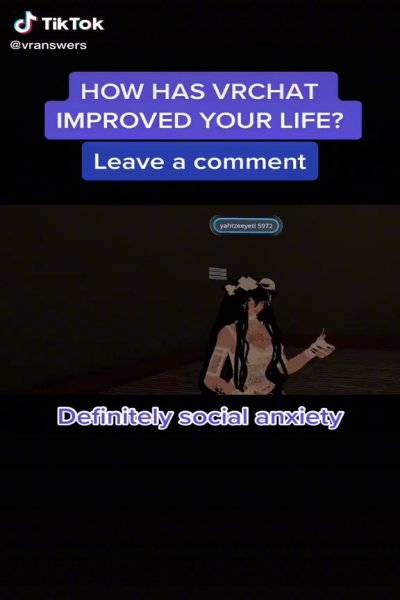 TikTok
@vranswers
HOW HAS VRCHAT
IMPROVED YOUR LIFE?
Leave a comment
yahtzeeyeti 5972
Definitely social anxiety